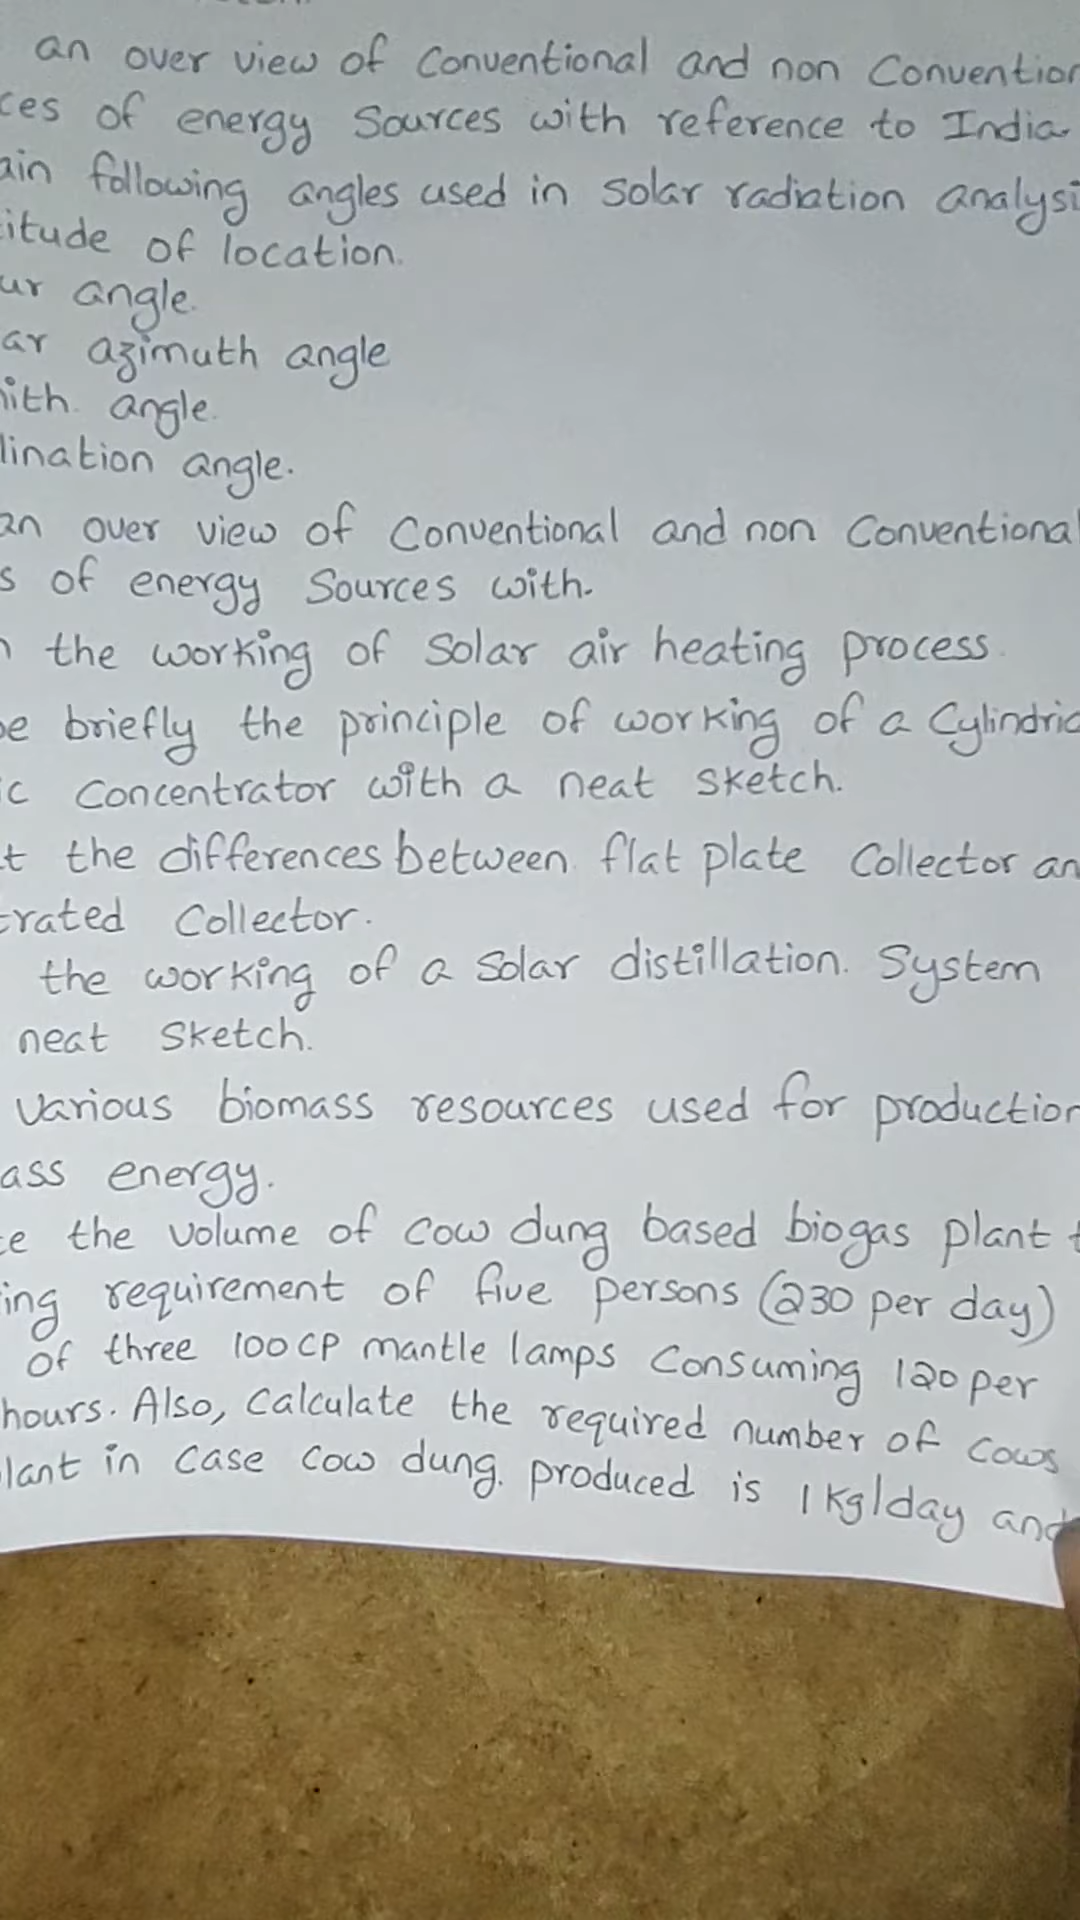 an over view of conventional and non Convention
ces of energy Sources with reference to India
ain following angles used in solar radiation analysi
itude of location.
ur angle.
ar azimuth angle
ith angle.
lination angle.
an over view of conventional and non conventional
s of energy Sources with.
the working of solar air heating process.
be briefly the principle of working of a Cylindric
ic concentrator with a neat sketch.
t the differences between flat plate collector an
trated collector.
the working of a solar distillation. System
neat sketch.
various biomass resources used for production
ass energy.
te the volume of cow dung based biogas plant
ing requirement of five persons (230 per day)
of three 100 CP mantle lamps consuming 120 per
hours. Also, calculate the required number of cows
lant in case cow dung. produced is 1 kg/day and